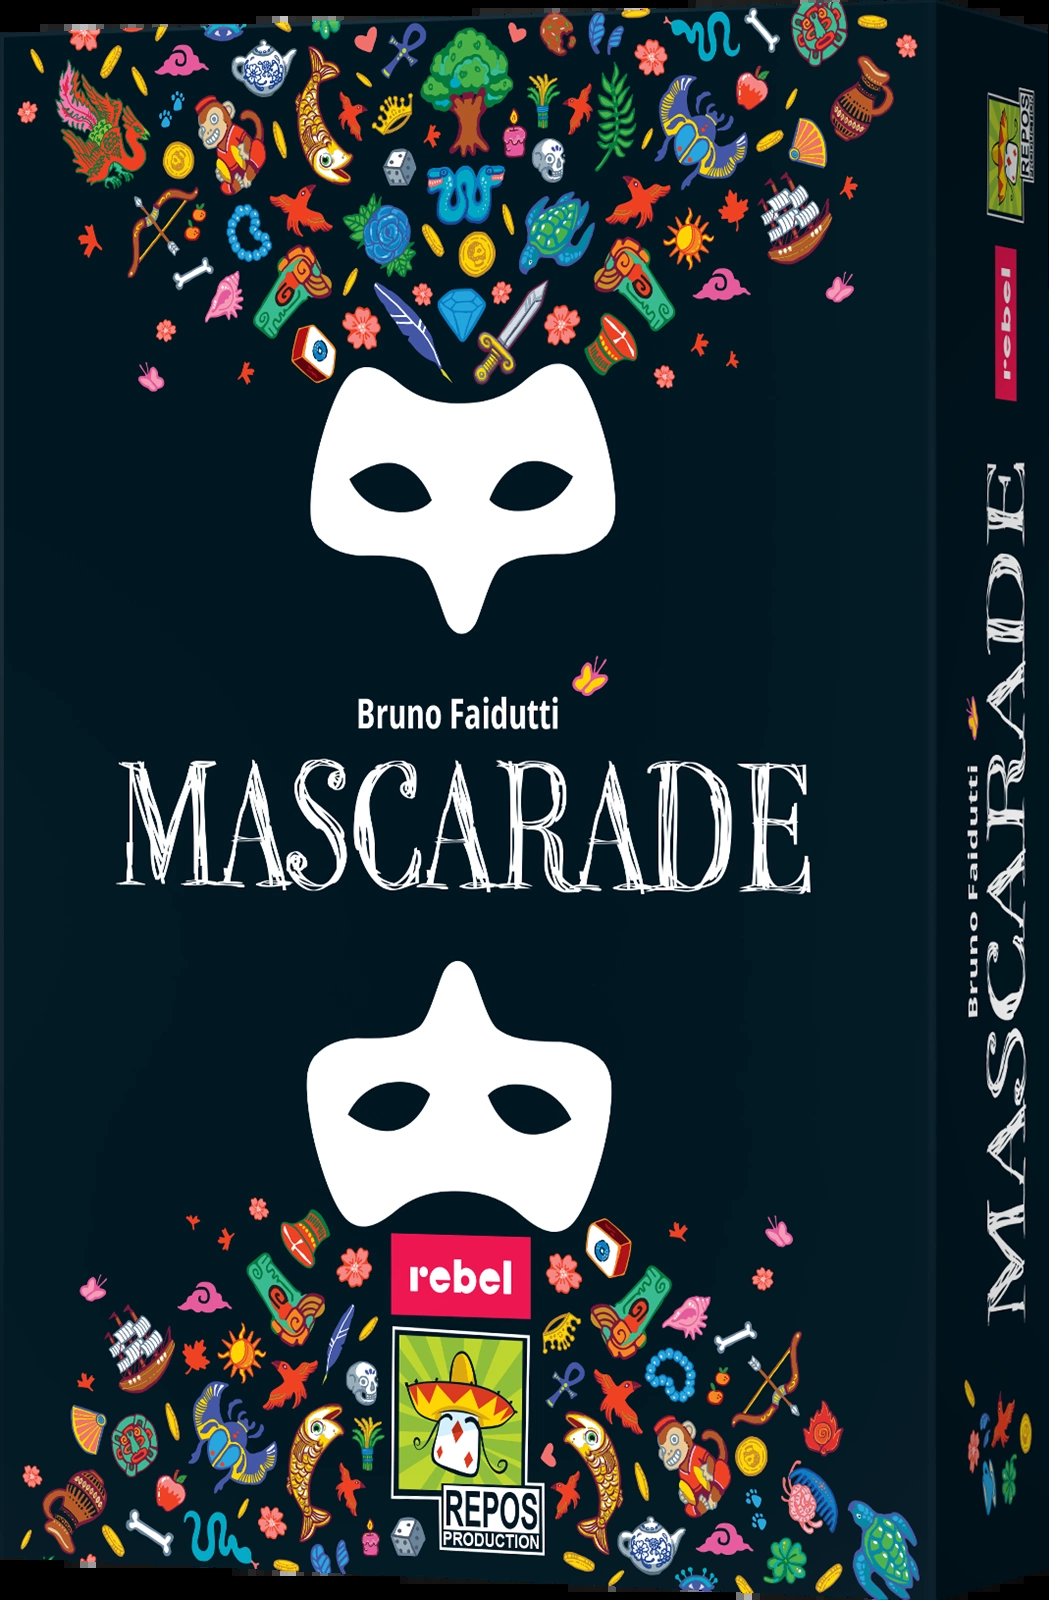 Bruno Faidutti
MASCARADE
rebel
REPOS
PRODUCTION
REPOS
rebel
Bruno Faidutti
MASCARADE